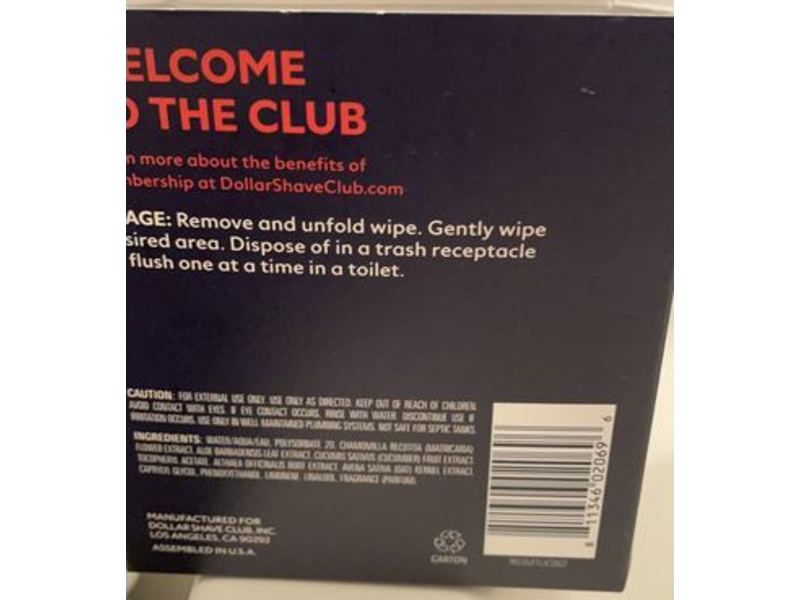 ELCOME
O THE CLUB
n more about the benefits of
bership at DollarShaveClub.com
AGE: Remove and unfold wipe. Gently wipe
sired area. Dispose of in a trash receptacle
flush one at a time in a toilet.
CAUTION: FOR EXTERNAL USE ONLY. USE ONLY AS DIRECTED. KEEP OUT OF REACH OF CHILDREN.
AVOID CONTACT WITH EYES. IF EYE CONTACT OCCURS, RINSE WITH WATER. DISCONTINUE USE IF
IRRITATION OCCURS. USE ONLY IN WELL MAINTAINED PLUMBING SYSTEMS. NOT SAFE FOR SEPTIC TANKS.
INGREDIENTS: WATER/AQUA/EAU, POLYSORBATE 20, CHAMOMILLA RECUTITA (MATRICARIA)
FLOWER EXTRACT, ALOE BARBADENSIS LEAF EXTRACT, CUCUMIS SATIVUS (CUCUMBER) FRUIT EXTRACT,
TOCOPHERYL ACETATE, ALTHAEA OFFICINALIS ROOT EXTRACT, AVENA SATIVA (OAT) KERNEL EXTRACT,
CAPRYLYL GLYCOL, PHENOXYETHANOL, LIMONENE, LINALOOL, FRAGRANCE (PARFUM).
MANUFACTURED FOR
DOLLAR SHAVE CLUB, INC.
LOS ANGELES, CA 90292
ASSEMBLED IN U.S.A.
CARTON
8 11346 02069 6